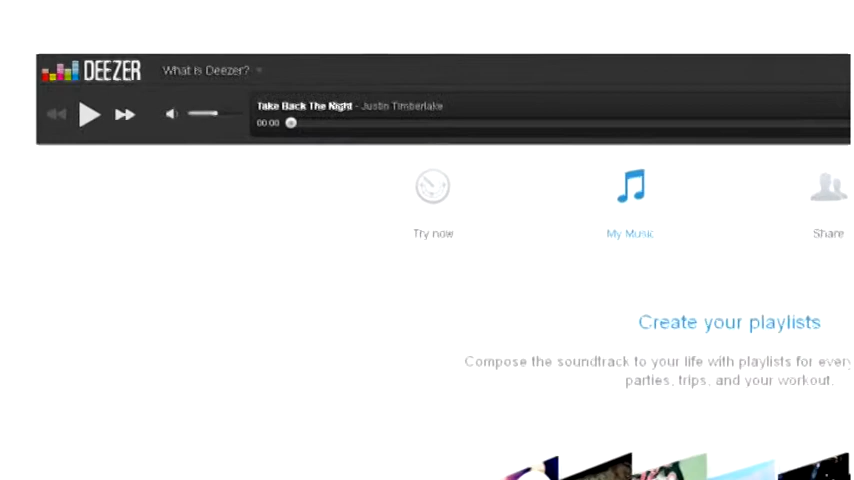 DEEZER What is Deezer?
Take Back The Night - Justin Timberlake
00:00
Try now My Music Share
Create your playlists
Compose the soundtrack to your life with playlists for
parties, trips, and your workout.